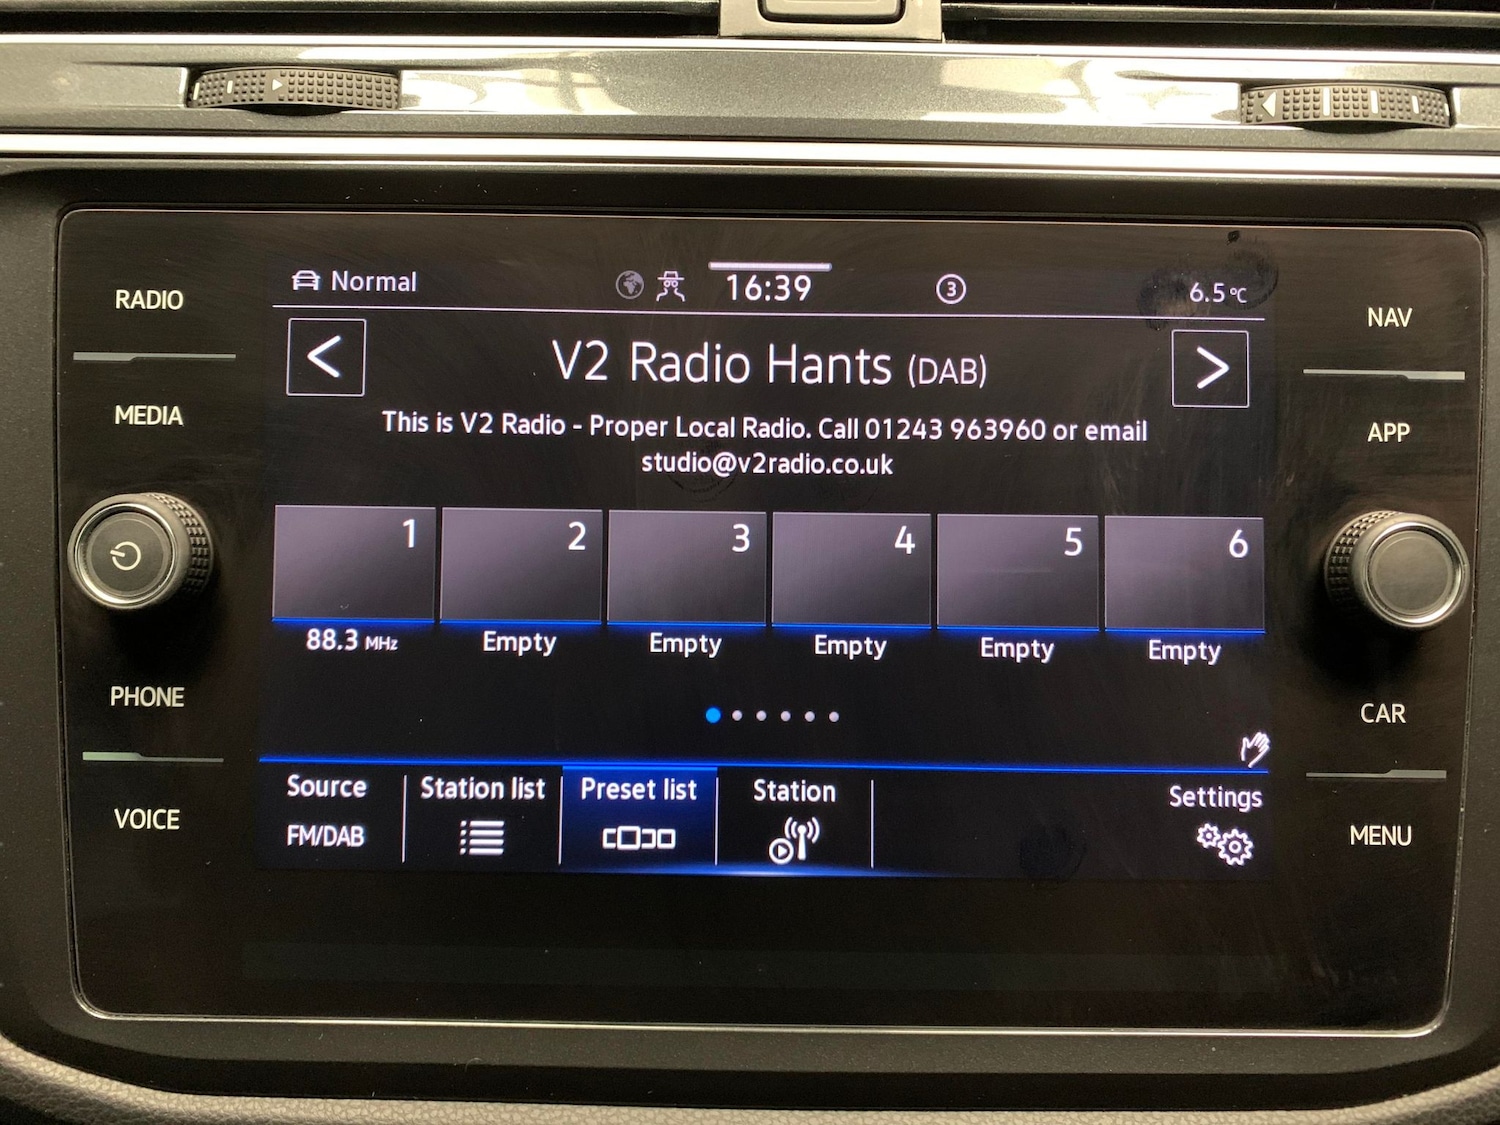 RADIO
MEDIA
PHONE
VOICE
Normal
16:39
3
6.5 °C
<
V2 Radio Hants (DAB)
>
This is V2 Radio - Proper Local Radio. Call 01243 963960 or email
studio@v2radio.co.uk
1 2 3 4 5 6
88.3 MHz Empty Empty Empty Empty Empty
Source Station list Preset list Station Settings
FM/DAB
NAV
APP
CAR
MENU